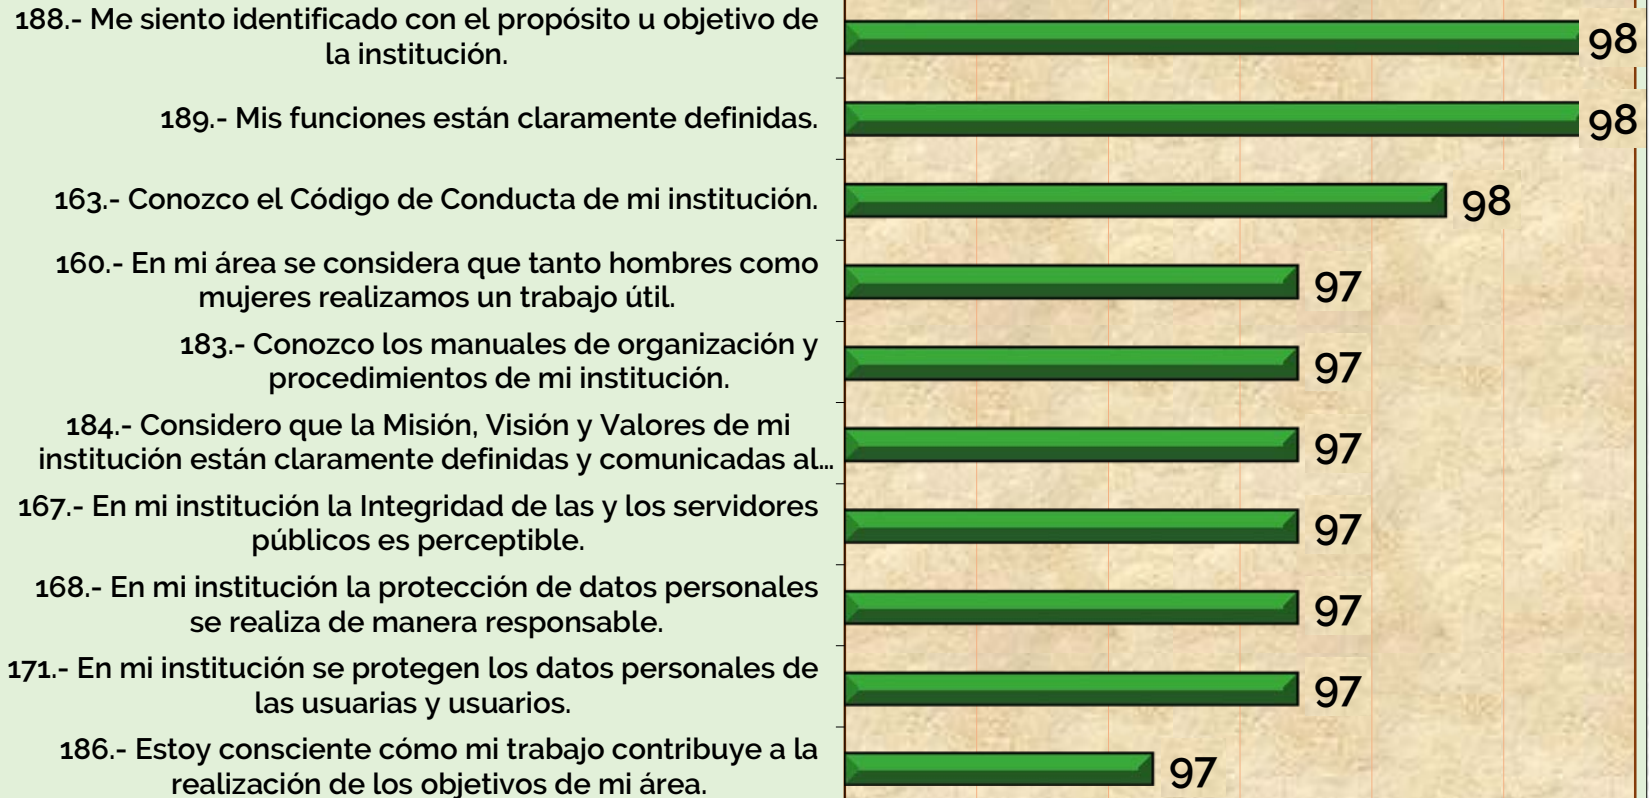 188.- Me siento identificado con el propósito u objetivo de
la institución.
98
189.- Mis funciones están claramente definidas.
98
163.- Conozco el Código de Conducta de mi institución.
98
160.- En mi área se considera que tanto hombres como
mujeres realizamos un trabajo útil.
97
183.- Conozco los manuales de organización y
procedimientos de mi institución.
97
184.- Considero que la Misión, Visión y Valores de mi
institución están claramente definidas y comunicadas al…
97
167.- En mi institución la Integridad de las y los servidores
públicos es perceptible.
97
168.- En mi institución la protección de datos personales
se realiza de manera responsable.
97
171.- En mi institución se protegen los datos personales de
las usuarias y usuarios.
97
186.- Estoy consciente cómo mi trabajo contribuye a la
realización de los objetivos de mi área.
97